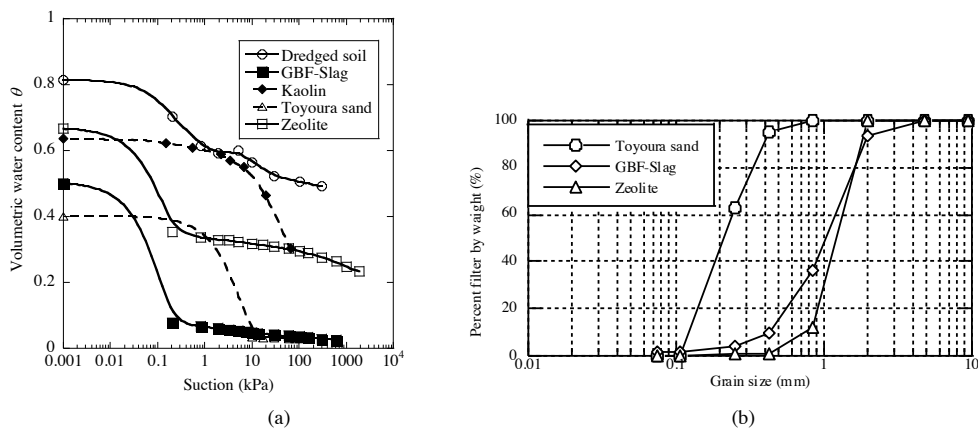 1
0.8
0.6
0.4
0.2
0
Volumetric water content θ
Dredged soil
GBF-Slag
Kaolin
Toyoura sand
Zeolite
0.001 0.01 0.1 1 10 100 1000 10⁴
Suction (kPa)
(a)
Toyoura sand
GBF-Slag
Zeolite
100
80
60
40
20
0
Percent filter by waight (%)
0.01 0.1 1 10
Grain size (mm)
(b)